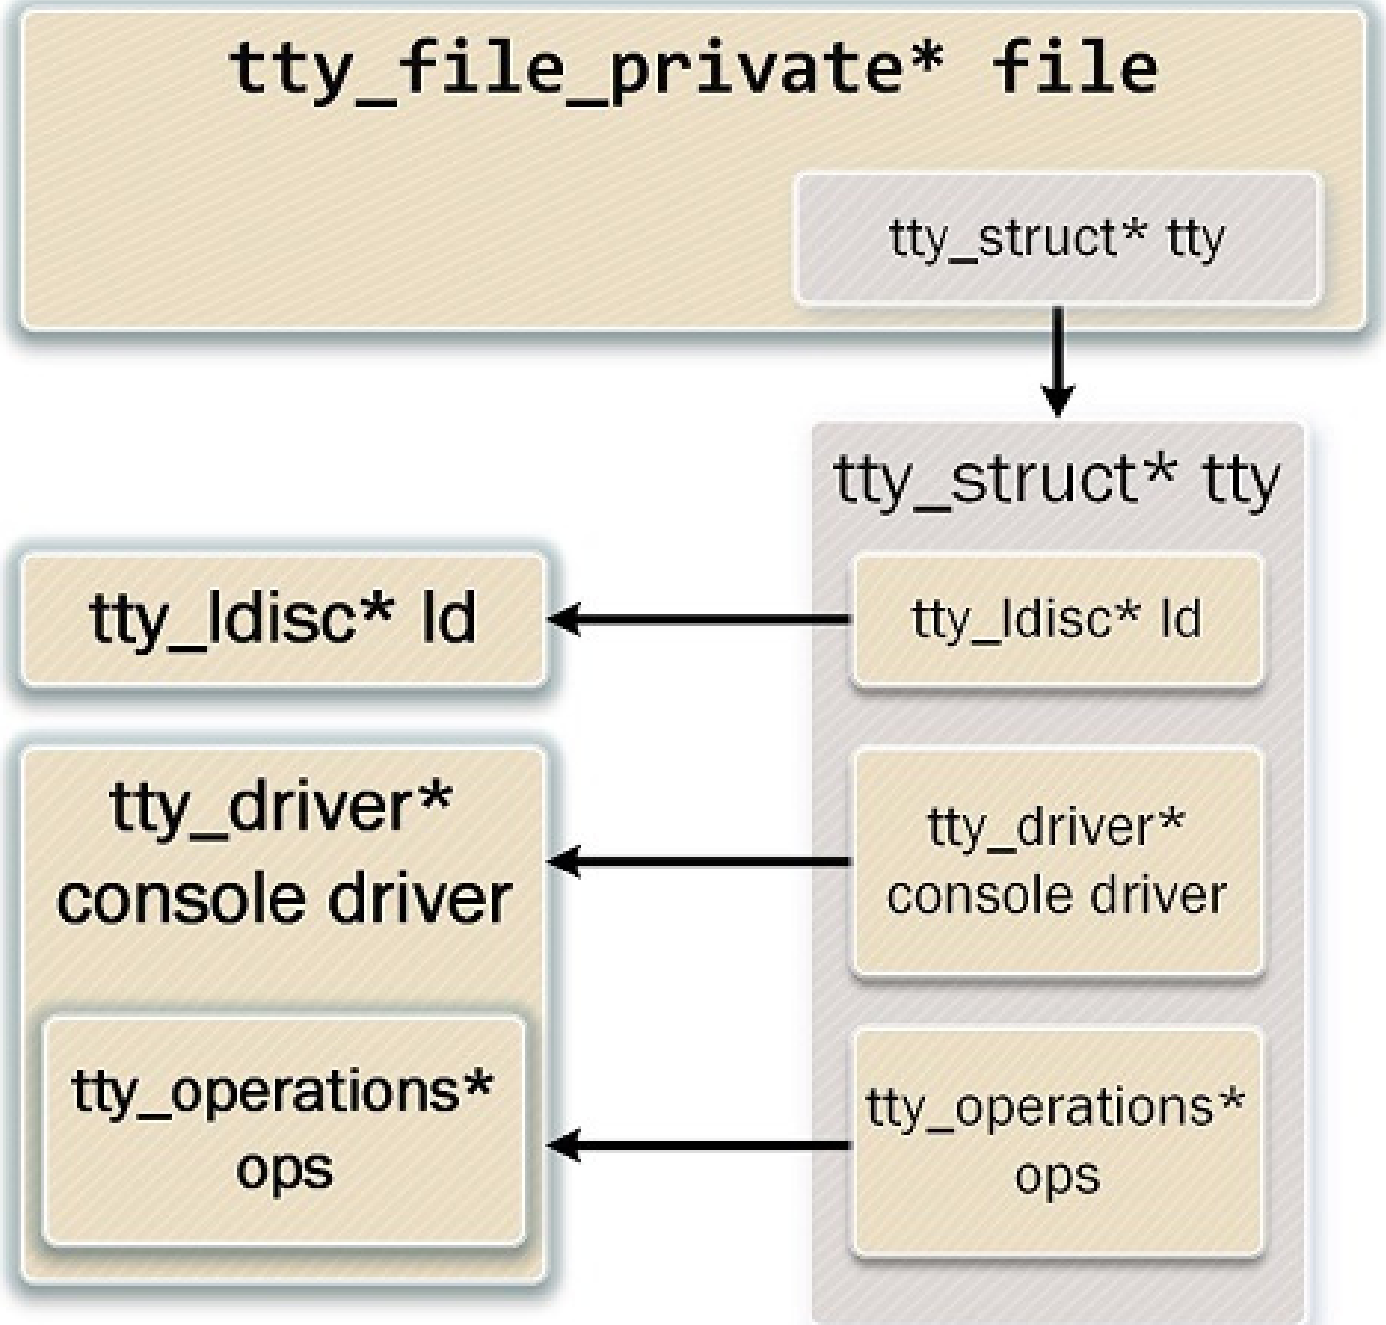 tty_file_private* file
tty_struct* tty
tty_struct* tty
tty_ldisc* ld
tty_ldisc* ld
tty_driver*
console driver
tty_driver*
console driver
tty_operations*
ops
tty_operations*
ops